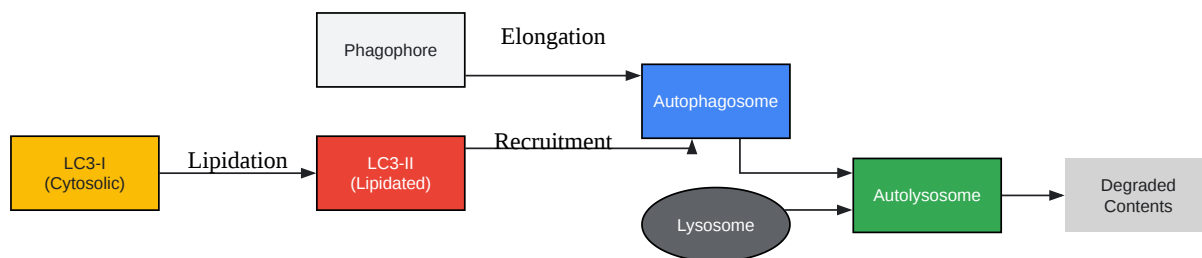 Phagophore
Elongation
Autophagosome
LC3-I
(Cytosolic)
Lipidation
LC3-II
(Lipidated)
Recruitment
Lysosome
Autolysosome
Degraded
Contents